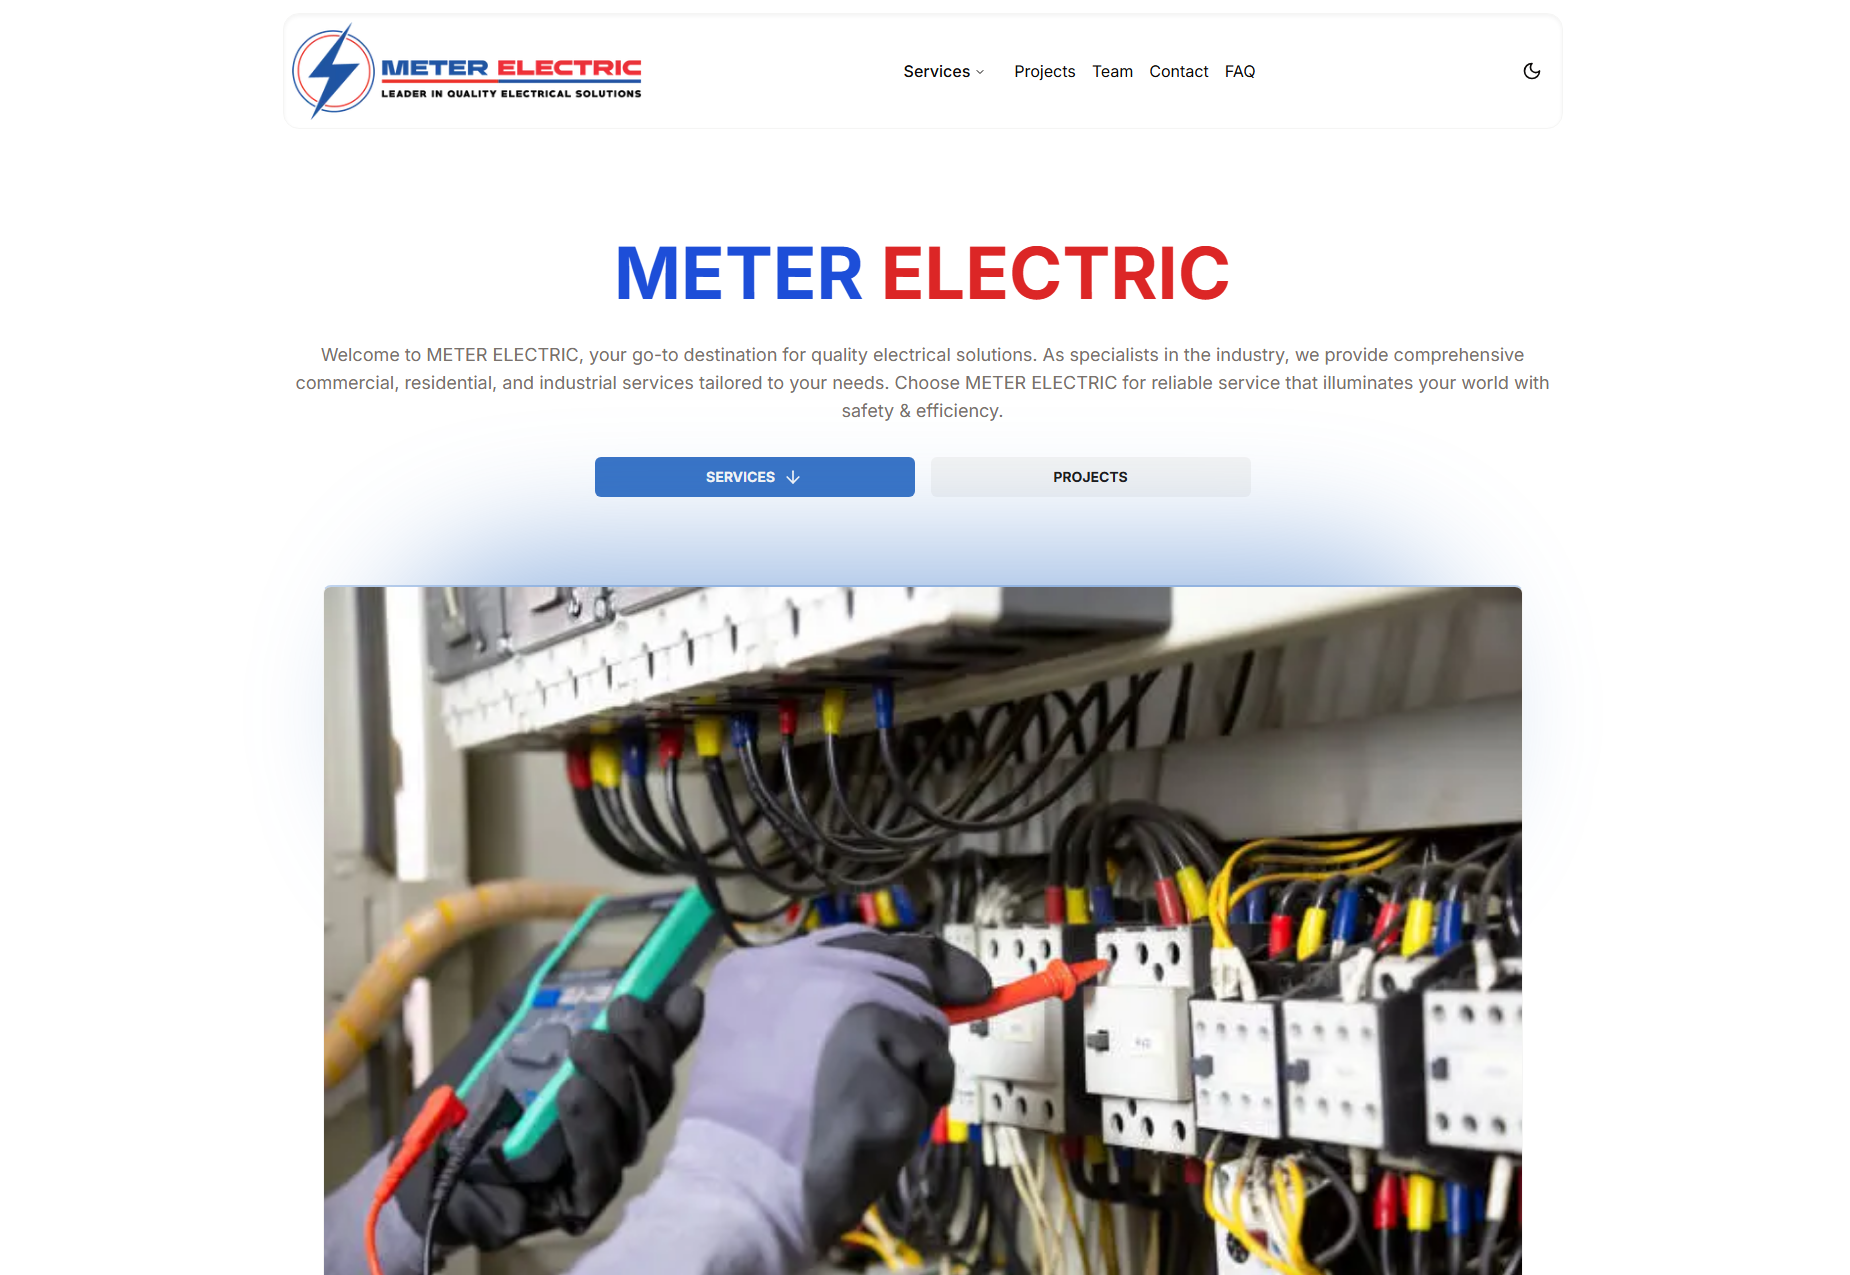 METER ELECTRIC
LEADER IN QUALITY ELECTRICAL SOLUTIONS
Services
Projects
Team
Contact
FAQ
METER ELECTRIC
Welcome to METER ELECTRIC, your go-to destination for quality electrical solutions. As specialists in the industry, we provide comprehensive
commercial, residential, and industrial services tailored to your needs. Choose METER ELECTRIC for reliable service that illuminates your world with
safety & efficiency.
SERVICES
PROJECTS